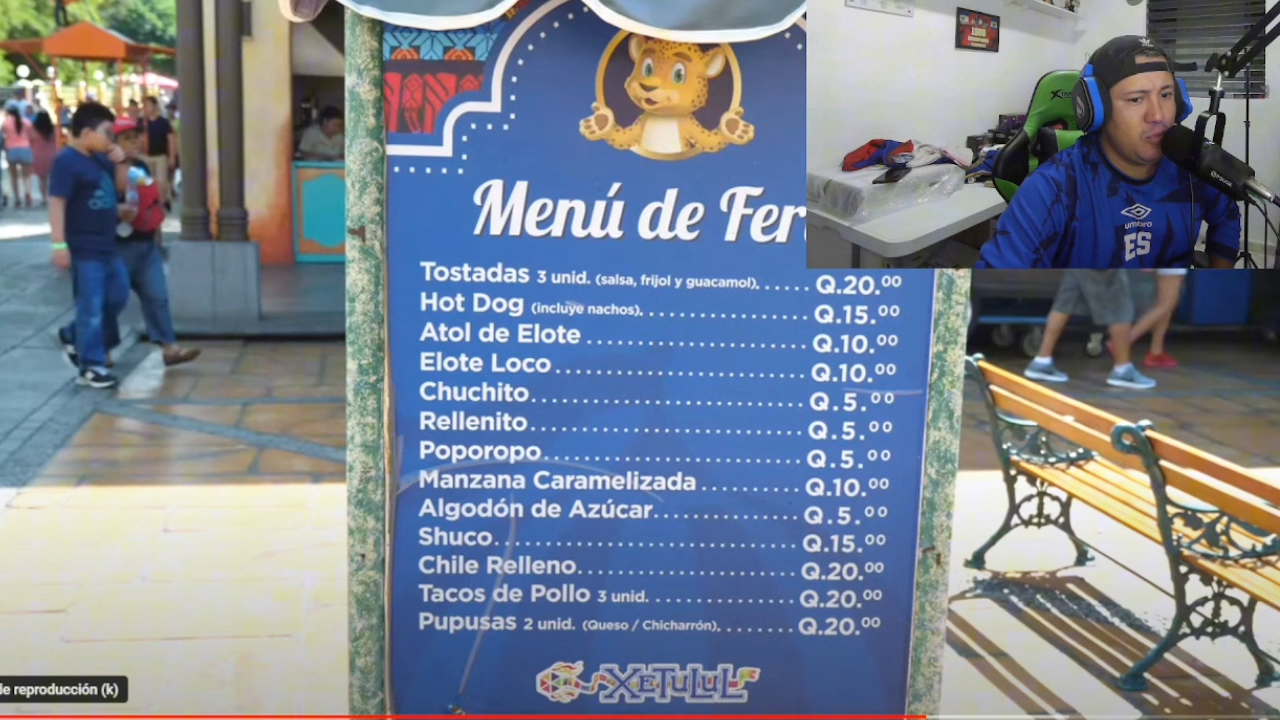 Menú de Fer
Tostadas 3 unid. (salsa, frijol y guacamol)...... Q.20.00
Hot Dog (incluye nachos)...................... Q.15.00
Atol de Elote .............................. Q.10.00
Elote Loco................................. Q.10.00
Chuchito................................... Q.5.00
Rellenito................................... Q.5.00
Poporopo.................................. Q.5.00
Manzana Caramelizada ............ Q.10.00
Algodón de Azúcar................... Q.5.00
Shuco....................................... Q.15.00
Chile Relleno............................ Q.20.00
Tacos de Pollo 3 unid. .................. Q.20.00
Pupusas 2 unid. (Queso / Chicharrón)......... Q.20.00
XETULUL
umbro
ES
de reproducción (k)